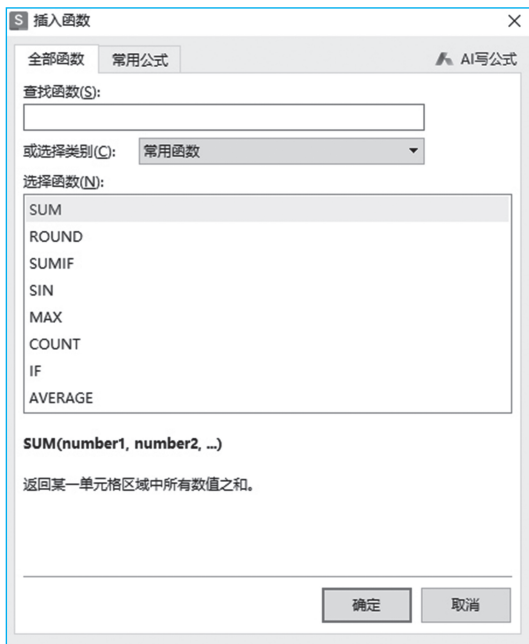 S 插入函数
全部函数 常用公式 AI写公式
查找函数(S):
或选择类别(C): 常用函数
选择函数(N):
SUM
ROUND
SUMIF
SIN
MAX
COUNT
IF
AVERAGE
SUM(number1, number2, ...)
返回某一单元格区域中所有数值之和。
确定 取消